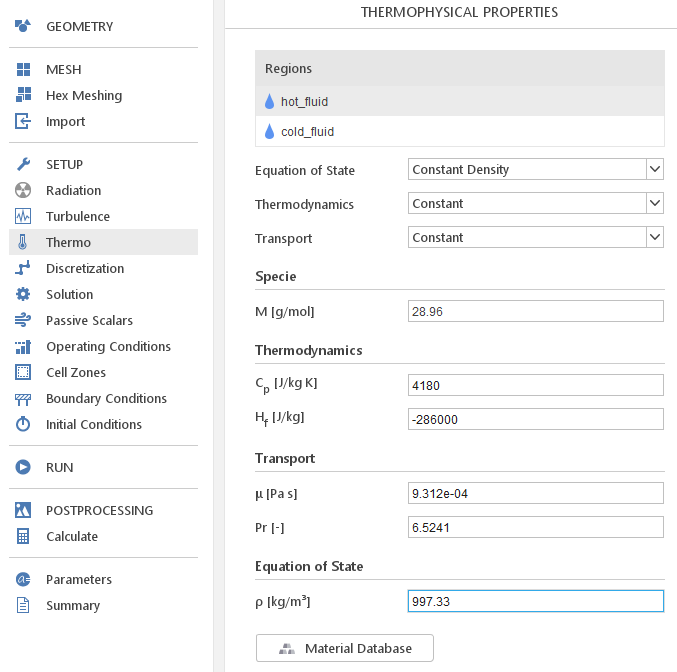 THERMOPHYSICAL PROPERTIES
GEOMETRY
MESH
Hex Meshing
Import
SETUP
Radiation
Turbulence
Thermo
Discretization
Solution
Passive Scalars
Operating Conditions
Cell Zones
Boundary Conditions
Initial Conditions
RUN
POSTPROCESSING
Calculate
a=
Parameters
Summary
Regions
hot_fluid
cold_fluid
Equation of State Constant Density
Thermodynamics Constant
Transport Constant
Specie
M [g/mol] 28.96
Thermodynamics
Cp [J/kg K] 4180
Hf [J/kg] -286000
Transport
μ [Pa s] 9.312e-04
Pr [-] 6.5241
Equation of State
ρ [kg/m³] 997.33
Material Database